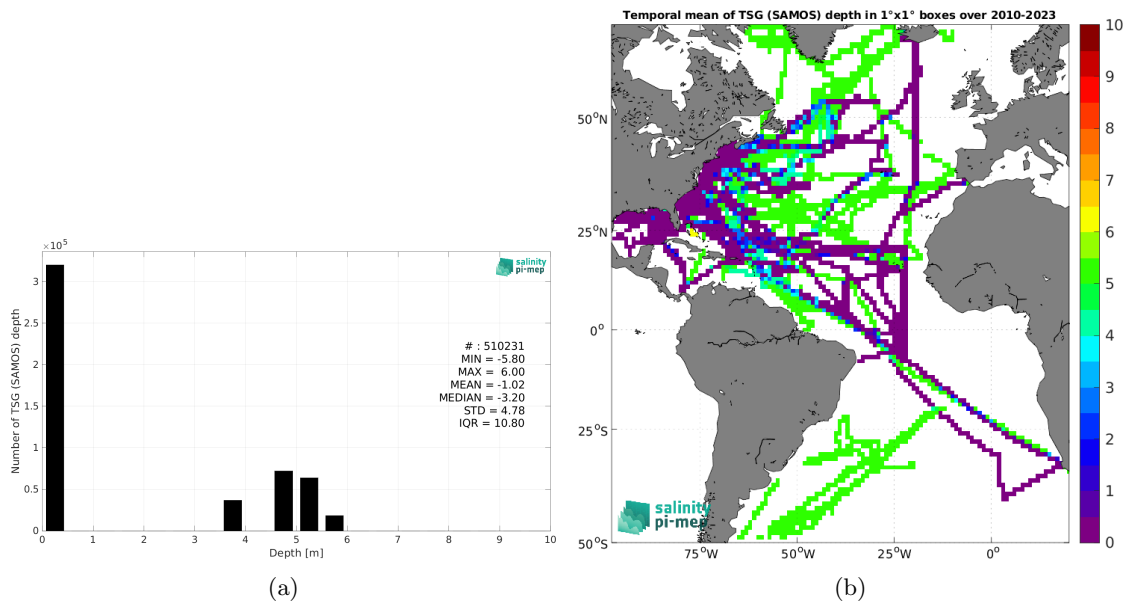 ×10⁵
3
2.5
2
1.5
1
0.5
0
Number of TSG (SAMOS) depth
salinity
pi-mep
# : 510231
MIN = -5.80
MAX = 6.00
MEAN = -1.02
MEDIAN = -3.20
STD = 4.78
IQR = 10.80
0 1 2 3 4 5 6 7 8 9 10
Depth [m]
(a)
Temporal mean of TSG (SAMOS) depth in 1°x1° boxes over 2010-2023
50°N
25°N
0°
25°S
50°S
salinity
pi-mep
75°W 50°W 25°W 0°
10
9
8
7
6
5
4
3
2
1
0
(b)